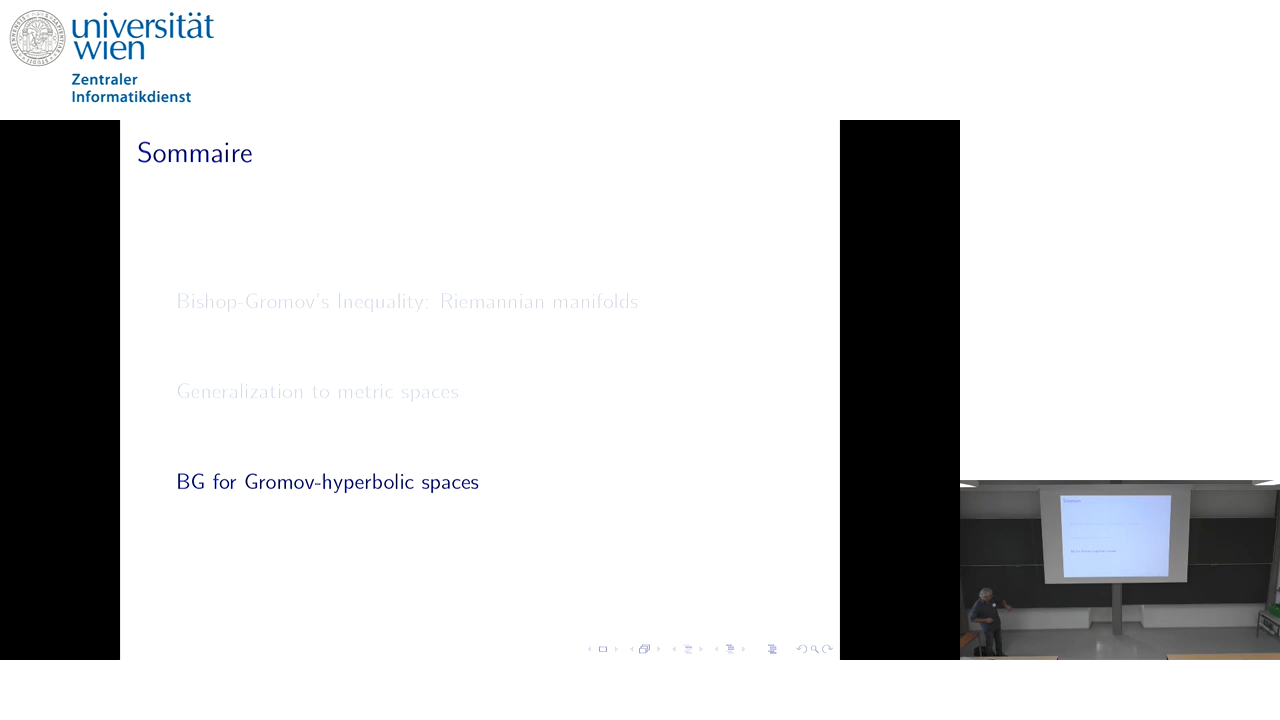 universität
wien
Zentraler
Informatikdienst
Sommaire
Bishop-Gromov's Inequality: Riemannian manifolds
Generalization to metric spaces
BG for Gromov-hyperbolic spaces